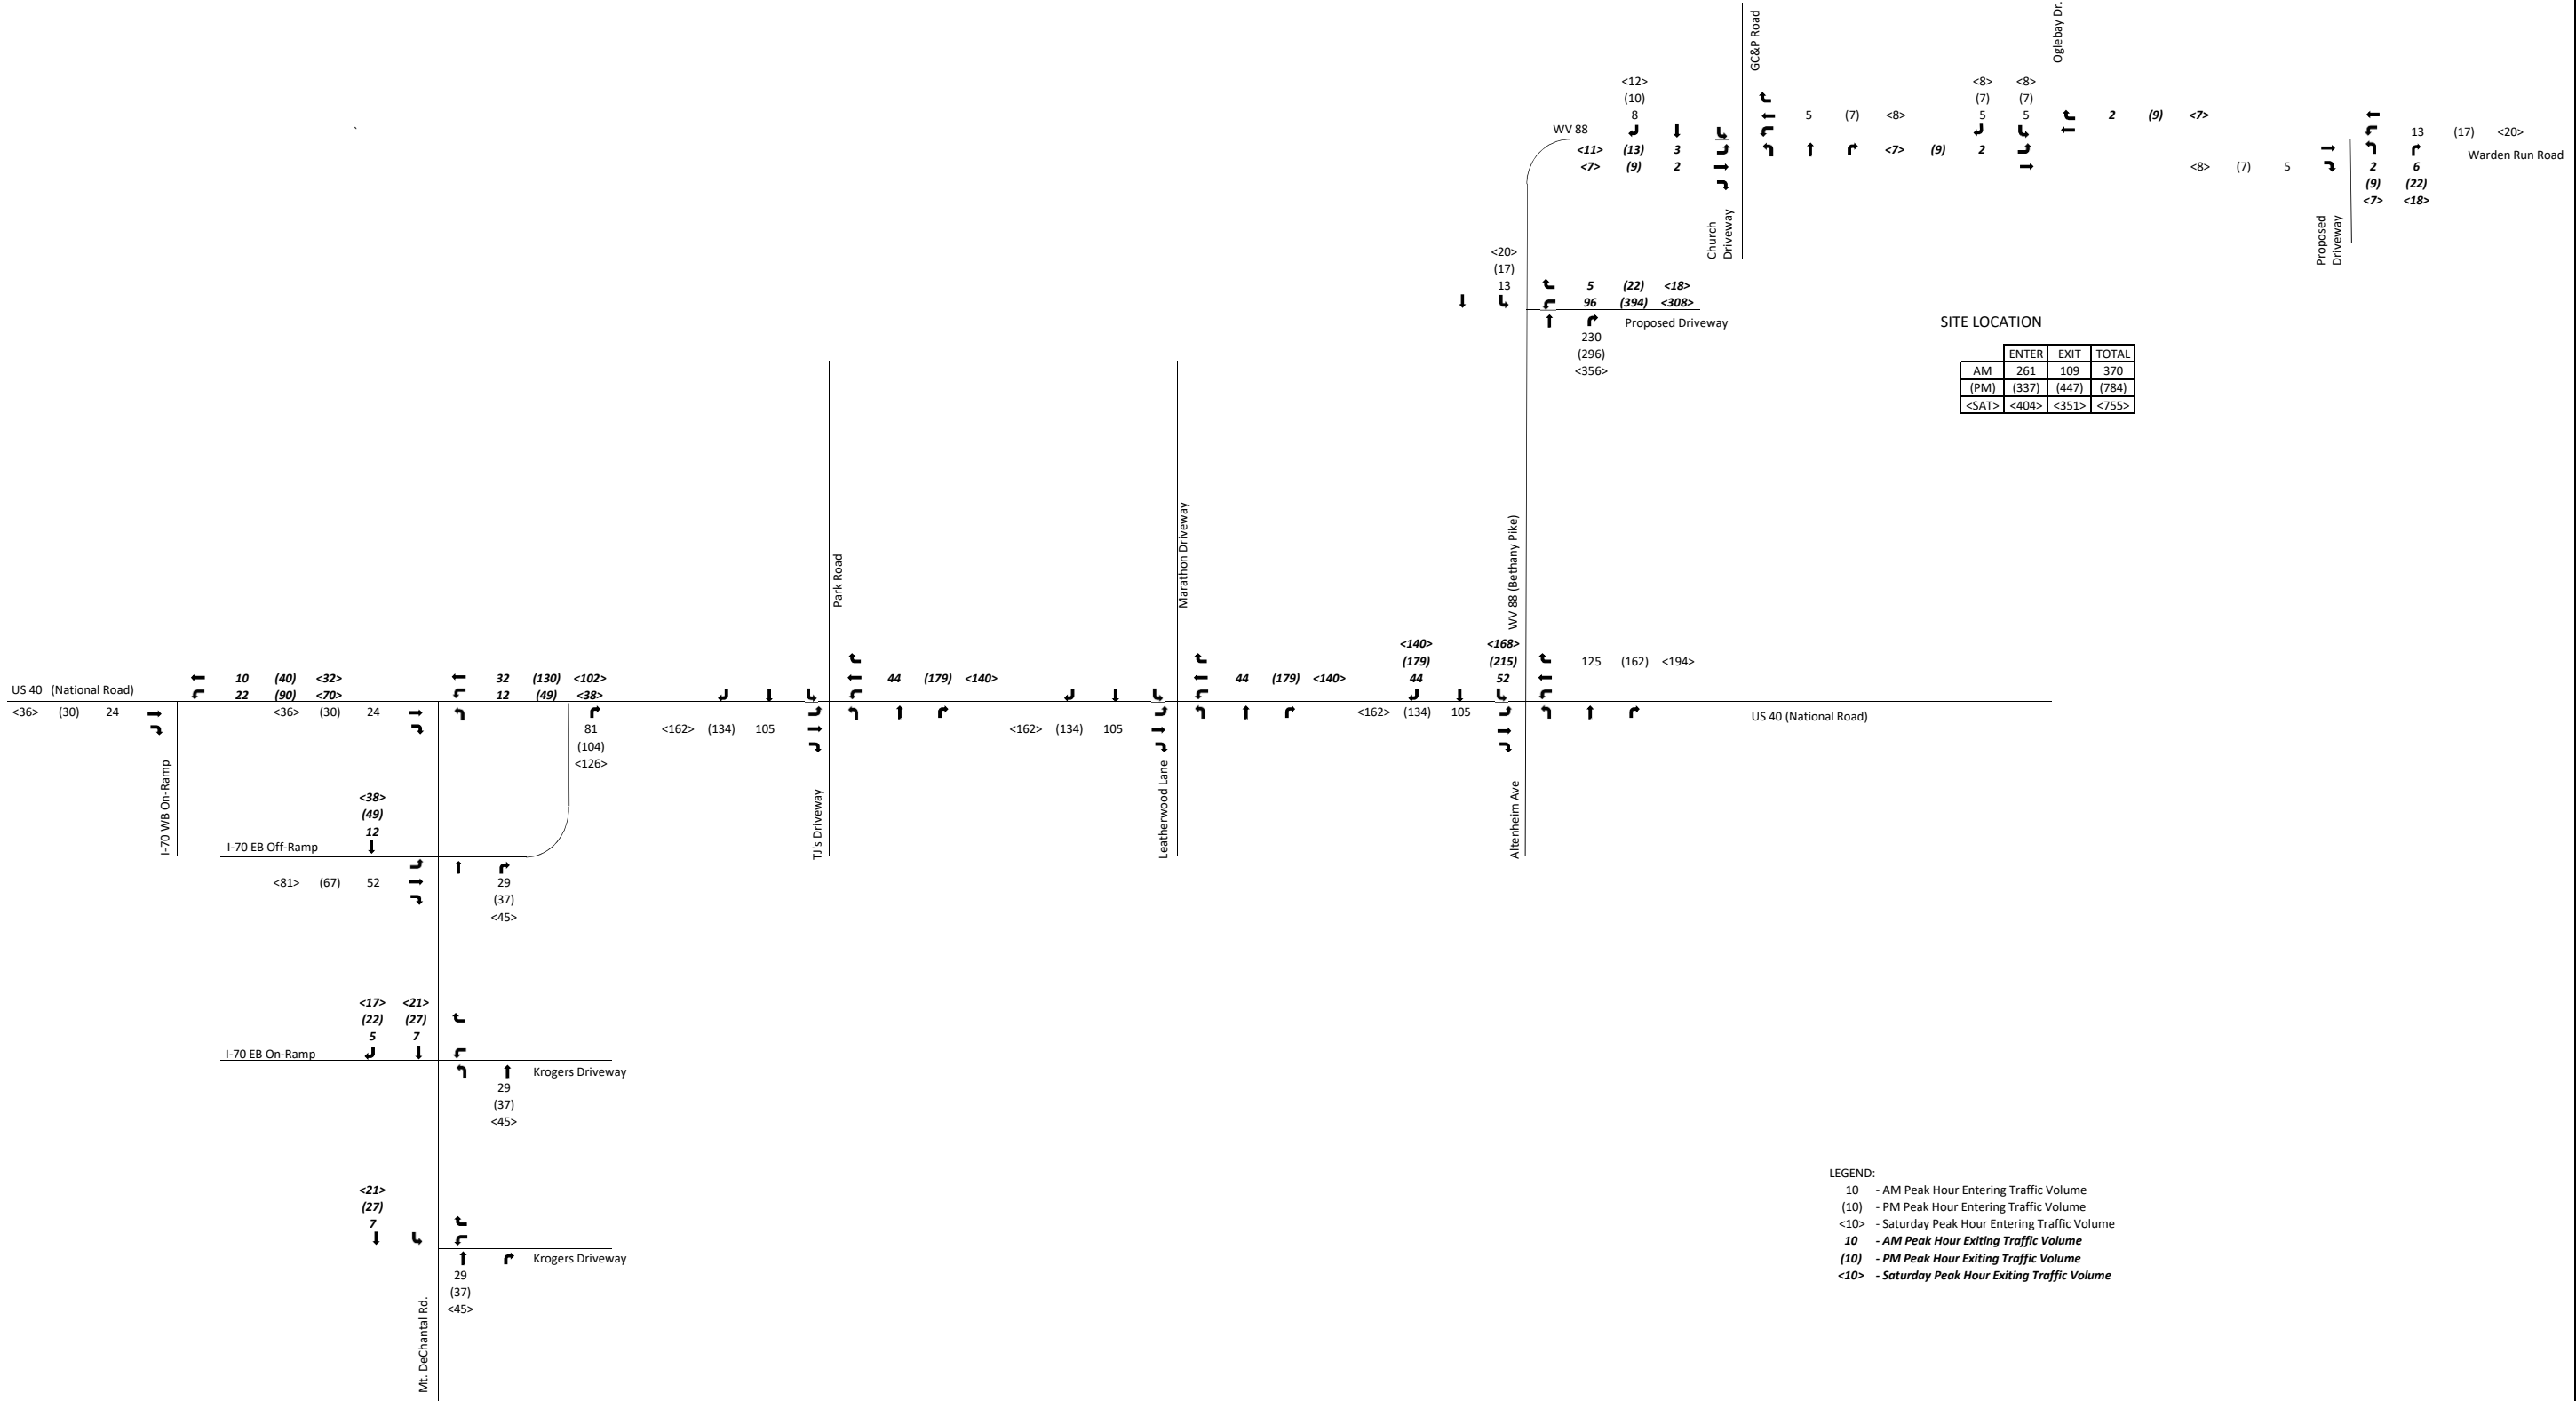 GC&P Road
Oglebay Dr.
<12>
(10)
8
<8> <8>
(7) (7)
5 (7) <8>
5 5
2 (9) <7>
WV 88
13 (17) <20>
<11> (13) 3
<7> (9) 2
Warden Run Road
<7> (9) 2
<8> (7) 5
2 6
(9) (22)
<7> <18>
Church
Driveway
Proposed
Driveway
<20>
(17)
13
5 (22) <18>
96 (394) <308>
Proposed Driveway
230
(296)
<356>
SITE LOCATION
ENTER EXIT TOTAL
AM 261 109 370
(PM) (337) (447) (784)
<SAT> <404> <351> <755>
Park Road
Marathon Driveway
WV 88 (Bethany Pike)
<140> <168>
(179) (215)
44 52
125 (162) <194>
US 40 (National Road)
10 (40) <32>
22 (90) <70>
32 (130) <102>
12 (49) <38>
44 (179) <140>
44 (179) <140>
<36> (30) 24
<36> (30) 24
81
(104)
<126>
<162> (134) 105
<162> (134) 105
<162> (134) 105
US 40 (National Road)
I-70 WB On-Ramp
TJ's Driveway
Leatherwood Lane
Altenheim Ave
<38>
(49)
12
I-70 EB Off-Ramp
<81> (67) 52
29
(37)
<45>
<17> <21>
(22) (27)
5 7
I-70 EB On-Ramp
Krogers Driveway
29
(37)
<45>
<21>
(27)
7
Krogers Driveway
29
(37)
<45>
Mt. DeChantal Rd.
LEGEND:
10 - AM Peak Hour Entering Traffic Volume
(10) - PM Peak Hour Entering Traffic Volume
<10> - Saturday Peak Hour Entering Traffic Volume
10 - AM Peak Hour Exiting Traffic Volume
(10) - PM Peak Hour Exiting Traffic Volume
<10> - Saturday Peak Hour Exiting Traffic Volume